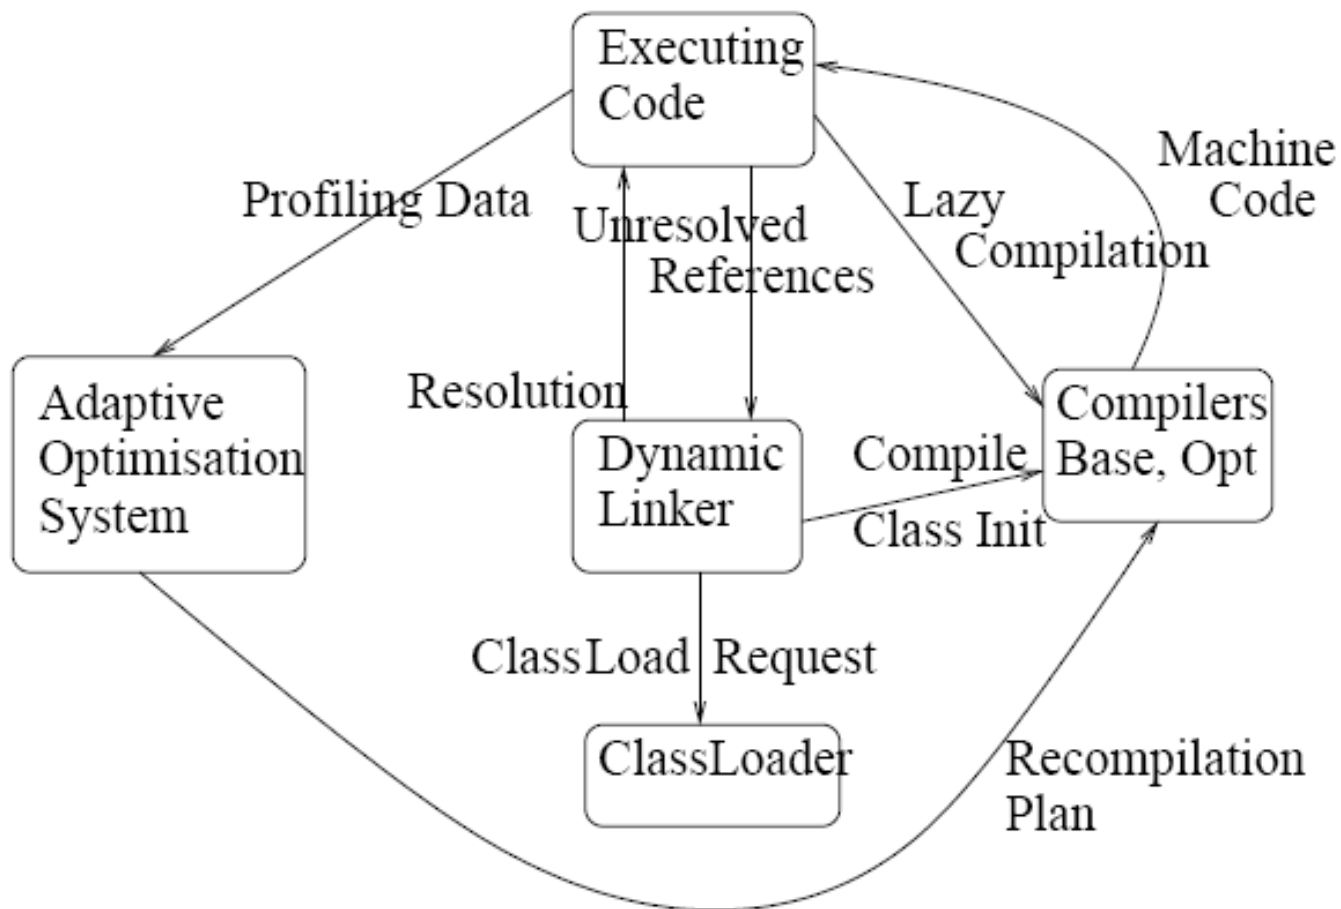 Executing
Code
Machine
Code
Profiling Data
Unresolved
References
Lazy
Compilation
Resolution
Adaptive
Optimisation
System
Dynamic
Linker
Compile
Class Init
Compilers
Base, Opt
ClassLoad Request
ClassLoader
Recompilation
Plan